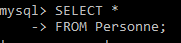 mysql> SELECT *
    -> FROM Personne;